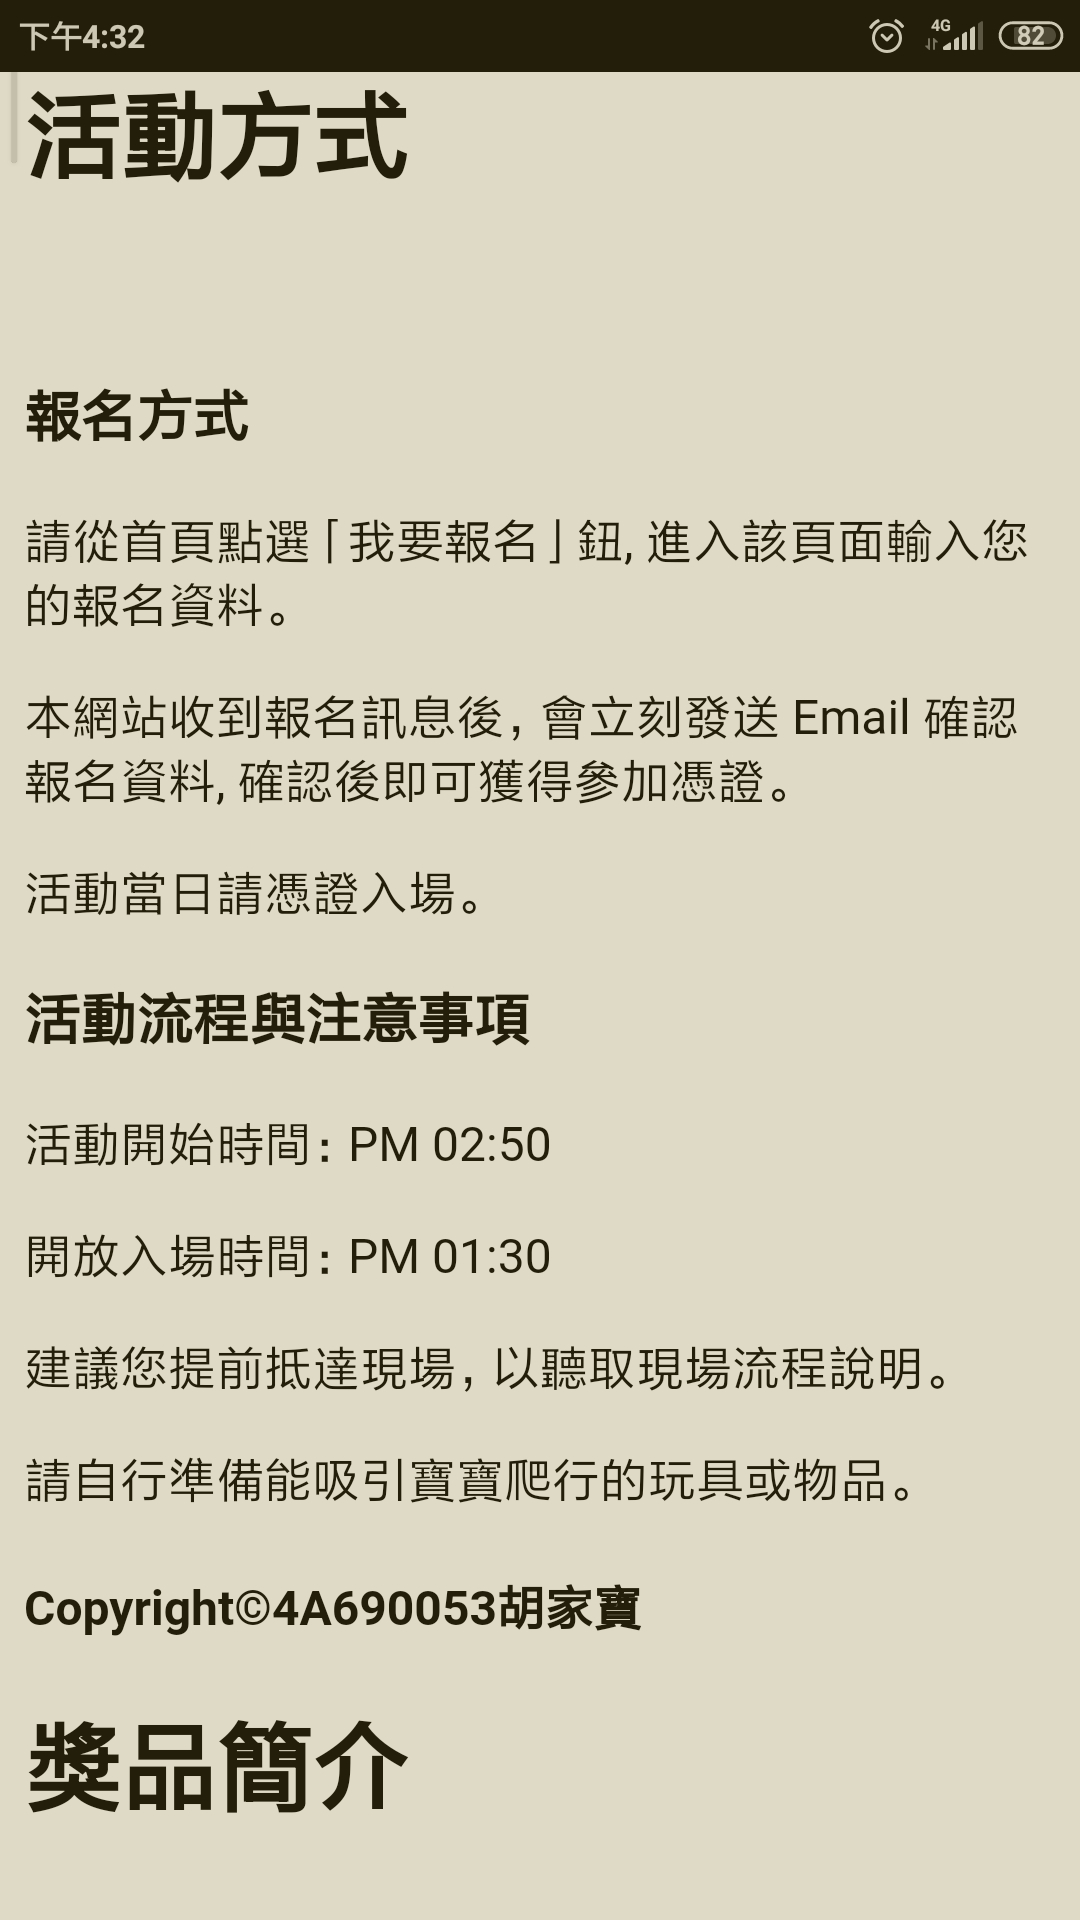 下午4:32
4G
82
活動方式
報名方式
請從首頁點選「我要報名」鈕, 進入該頁面輸入您
的報名資料。
本網站收到報名訊息後，會立刻發送 Email 確認
報名資料, 確認後即可獲得參加憑證。
活動當日請憑證入場。
活動流程與注意事項
活動開始時間：PM 02:50
開放入場時間：PM 01:30
建議您提前抵達現場，以聽取現場流程說明。
請自行準備能吸引寶寶爬行的玩具或物品。
Copyright©4A690053胡家寶
獎品簡介